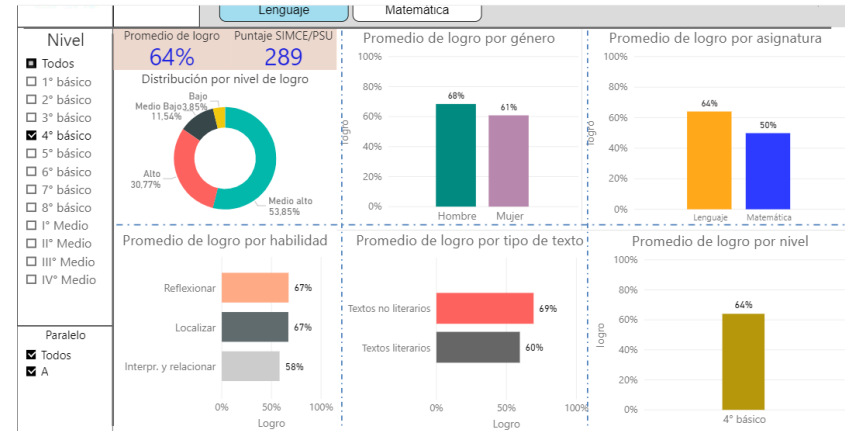 Lenguaje
Matemática
Nivel
Todos
1° básico
2° básico
3° básico
4° básico
5° básico
6° básico
7° básico
8° básico
I° Medio
II° Medio
III° Medio
IV° Medio
Paralelo
Todos
A
Promedio de logro
Puntaje SIMCE/PSU
64%
289
Distribución por nivel de logro
Bajo
3,85%
Medio Bajo
11,54%
Alto
30,77%
Medio alto
53,85%
Promedio de logro por género
100%
80%
60%
40%
20%
0%
logro
68%
61%
Hombre
Mujer
Promedio de logro por asignatura
100%
80%
60%
40%
20%
0%
logro
64%
50%
Lenguaje
Matemática
Promedio de logro por habilidad
Reflexionar
67%
Localizar
67%
Interpr. y relacionar
58%
0%
50%
100%
Logro
Promedio de logro por tipo de texto
Textos no literarios
69%
Textos literarios
60%
0%
50%
100%
Logro
Promedio de logro por nivel
100%
80%
60%
40%
20%
0%
logro
64%
4° básico